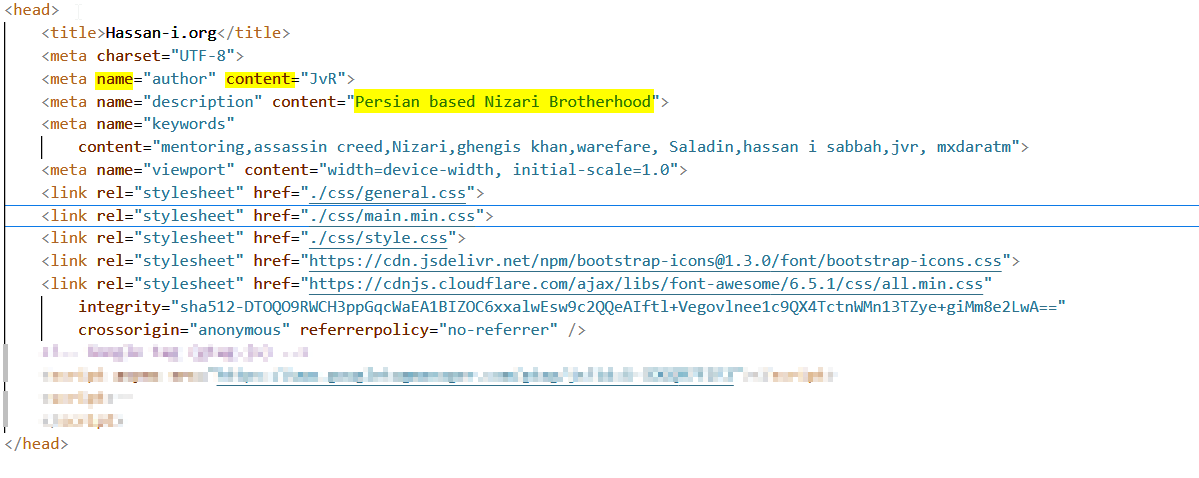 <head>
<title>Hassan-i.org</title>
<meta charset="UTF-8">
<meta name="author" content="JvR">
<meta name="description" content="Persian based Nizari Brotherhood">
<meta name="keywords"
content="mentoring,assassin creed,Nizari,ghengis khan,warefare, Saladin,hassan i sabbah,jvr, mxdaratm">
<meta name="viewport" content="width=device-width, initial-scale=1.0">
<link rel="stylesheet" href="./css/general.css">
<link rel="stylesheet" href="./css/main.min.css">
<link rel="stylesheet" href="./css/style.css">
<link rel="stylesheet" href="https://cdn.jsdelivr.net/npm/bootstrap-icons@1.3.0/font/bootstrap-icons.css">
<link rel="stylesheet" href="https://cdnjs.cloudflare.com/ajax/libs/font-awesome/6.5.1/css/all.min.css"
integrity="sha512-DTOQO9RWCH3ppGqcWaEA1BIZOC6xxalwEsw9c2QQeAIftl+Vegovlnee1c9QX4TctnWMn13TZye+giMm8e2LwA=="
crossorigin="anonymous" referrerpolicy="no-referrer" />
</head>